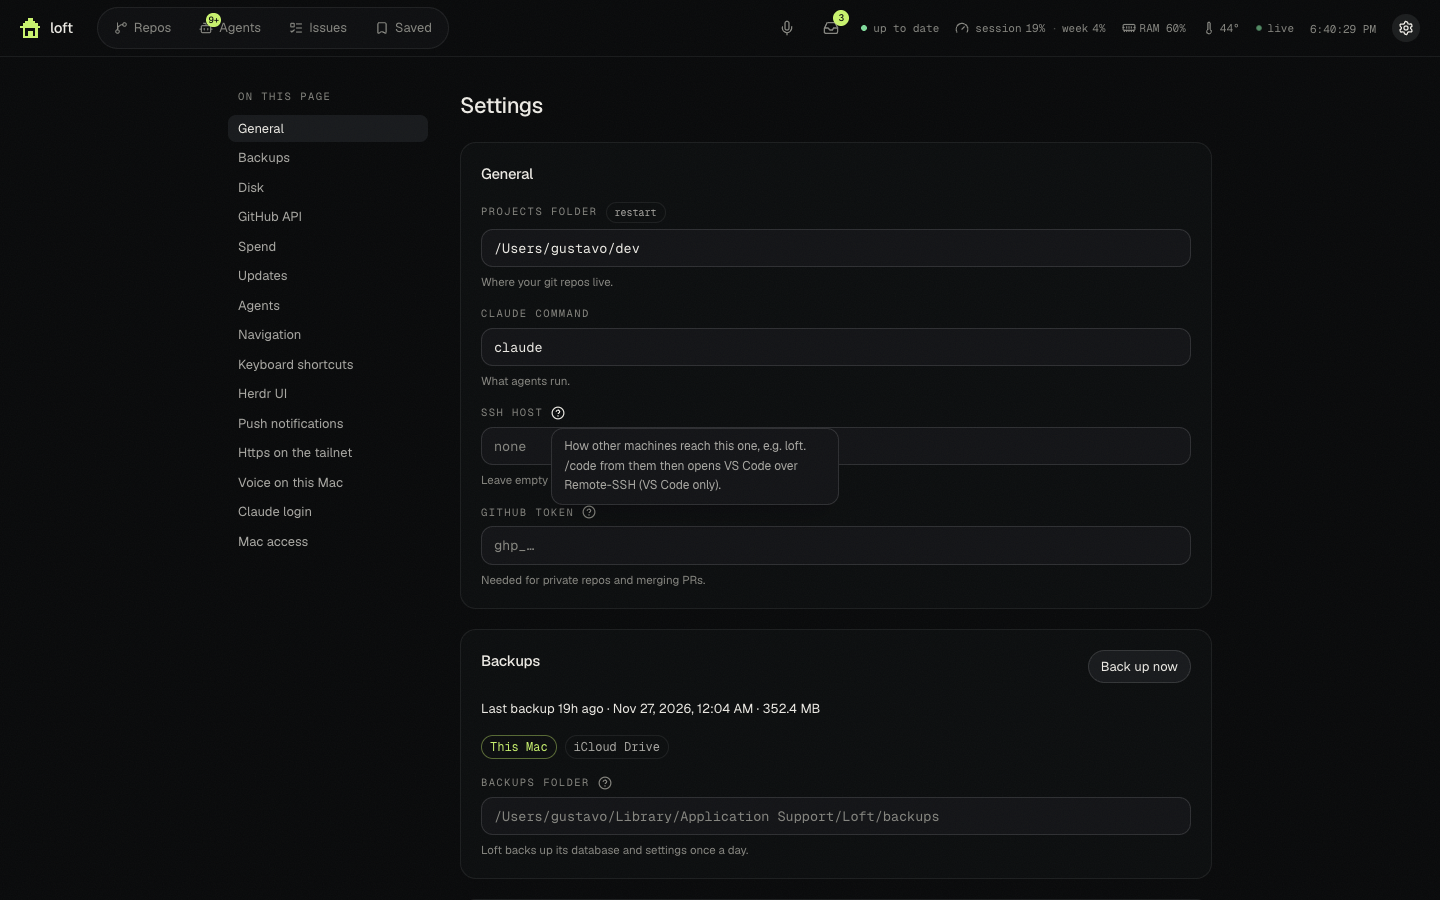 loft
Repos
9+
Agents
Issues
Saved
3
up to date
session 19% · week 4%
RAM 60%
44°
live
6:40:29 PM
ON THIS PAGE
General
Backups
Disk
GitHub API
Spend
Updates
Agents
Navigation
Keyboard shortcuts
Herdr UI
Push notifications
Https on the tailnet
Voice on this Mac
Claude login
Mac access
Settings
General
PROJECTS FOLDER restart
/Users/gustavo/dev
Where your git repos live.
CLAUDE COMMAND
claude
What agents run.
SSH HOST
none
How other machines reach this one, e.g. loft.
/code from them then opens VS Code over
Remote-SSH (VS Code only).
Leave empty
GITHUB TOKEN
ghp_…
Needed for private repos and merging PRs.
Backups
Back up now
Last backup 19h ago · Nov 27, 2026, 12:04 AM · 352.4 MB
This Mac
iCloud Drive
BACKUPS FOLDER
/Users/gustavo/Library/Application Support/Loft/backups
Loft backs up its database and settings once a day.